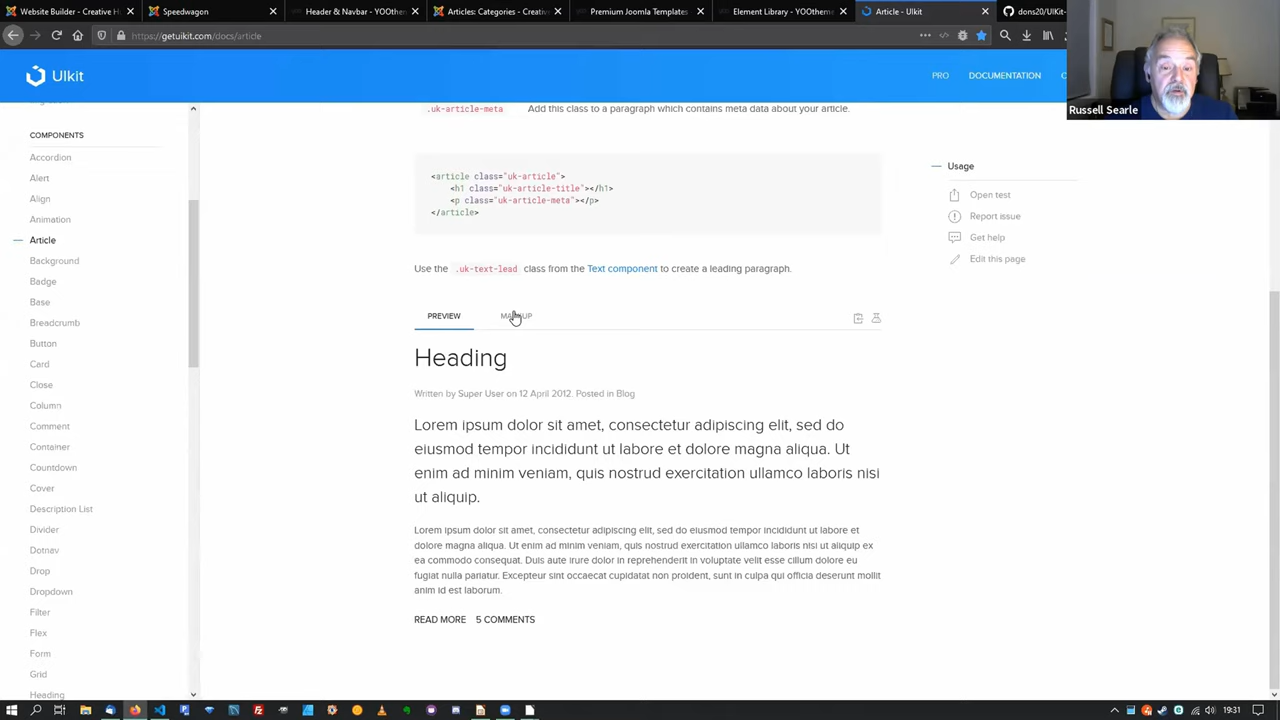 Website Builder - Creative H
Speedwagon
Header & Navbar - YOOthem
Articles: Categories - Creativ
Premium Joomla Templates
Element Library - YOOthem
Article - UIkit
dons20/UIKit-
https://getuikit.com/docs/article
UIkit
PRO
DOCUMENTATION
C
Russell Searle
.uk-article-meta Add this class to a paragraph which contains meta data about your article.
COMPONENTS
Accordion
Alert
Align
Animation
Article
Background
Badge
Base
Breadcrumb
Button
Card
Close
Column
Comment
Container
Countdown
Cover
Description List
Divider
Dotnav
Drop
Dropdown
Filter
Flex
Form
Grid
Heading
<article class="uk-article">
<h1 class="uk-article-title"></h1>
<p class="uk-article-meta"></p>
</article>
Use the .uk-text-lead class from the Text component to create a leading paragraph.
PREVIEW
MARKUP
Heading
Written by Super User on 12 April 2012. Posted in Blog
Lorem ipsum dolor sit amet, consectetur adipiscing elit, sed do
eiusmod tempor incididunt ut labore et dolore magna aliqua. Ut
enim ad minim veniam, quis nostrud exercitation ullamco laboris nisi
ut aliquip.
Lorem ipsum dolor sit amet, consectetur adipiscing elit, sed do eiusmod tempor incididunt ut labore et
dolore magna aliqua. Ut enim ad minim veniam, quis nostrud exercitation ullamco laboris nisi ut aliquip ex
ea commodo consequat. Duis aute irure dolor in reprehenderit in voluptate velit esse cillum dolore eu
fugiat nulla pariatur. Excepteur sint occaecat cupidatat non proident, sunt in culpa qui officia deserunt mollit
anim id est laborum.
READ MORE 5 COMMENTS
Usage
Open test
Report issue
Get help
Edit this page
19:31